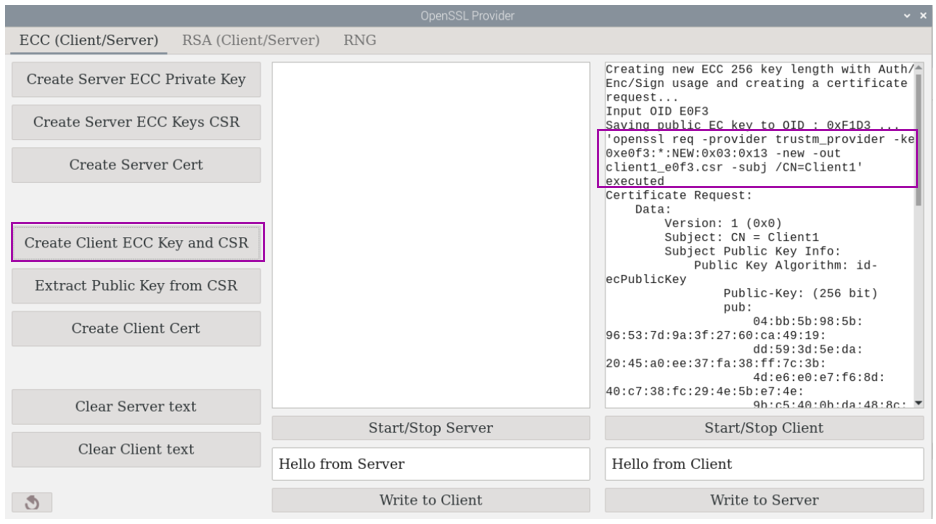 OpenSSL Provider
ECC (Client/Server)
RSA (Client/Server)
RNG
Create Server ECC Private Key
Create Server ECC Keys CSR
Create Server Cert
Create Client ECC Key and CSR
Extract Public Key from CSR
Create Client Cert
Clear Server text
Clear Client text
Start/Stop Server
Hello from Server
Write to Client
Creating new ECC 256 key length with Auth/
Enc/Sign usage and creating a certificate
request...
Input OID E0F3
Saving public EC key to OID : 0xF1D3 ...
'openssl req -provider trustm_provider -ke
0xe0f3:*:NEW:0x03:0x13 -new -out
client1_e0f3.csr -subj /CN=Client1'
executed
Certificate Request:
Data:
Version: 1 (0x0)
Subject: CN = Client1
Subject Public Key Info:
Public Key Algorithm: id-
ecPublicKey
Public-Key: (256 bit)
pub:
04:bb:5b:98:5b:
96:53:7d:9a:3f:27:60:ca:49:19:
dd:59:3d:5e:da:
20:45:a0:ee:37:fa:38:ff:7c:3b:
4d:e6:e0:e7:f6:8d:
40:c7:38:fc:29:4e:5b:e7:4e:
9b:c5:40:0b:da:48:8c:
Start/Stop Client
Hello from Client
Write to Server